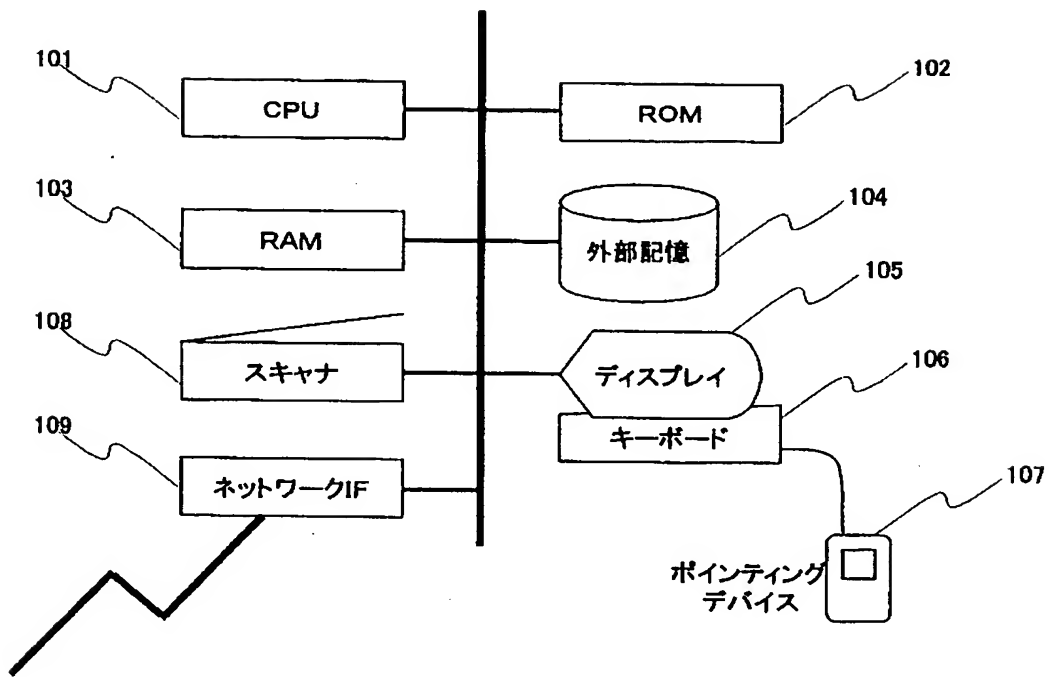 101
CPU
ROM
102
103
RAM
外部記憶
104
105
108
スキャナ
ディスプレイ
106
キーボード
109
ネットワークIF
107
ポインティング
デバイス